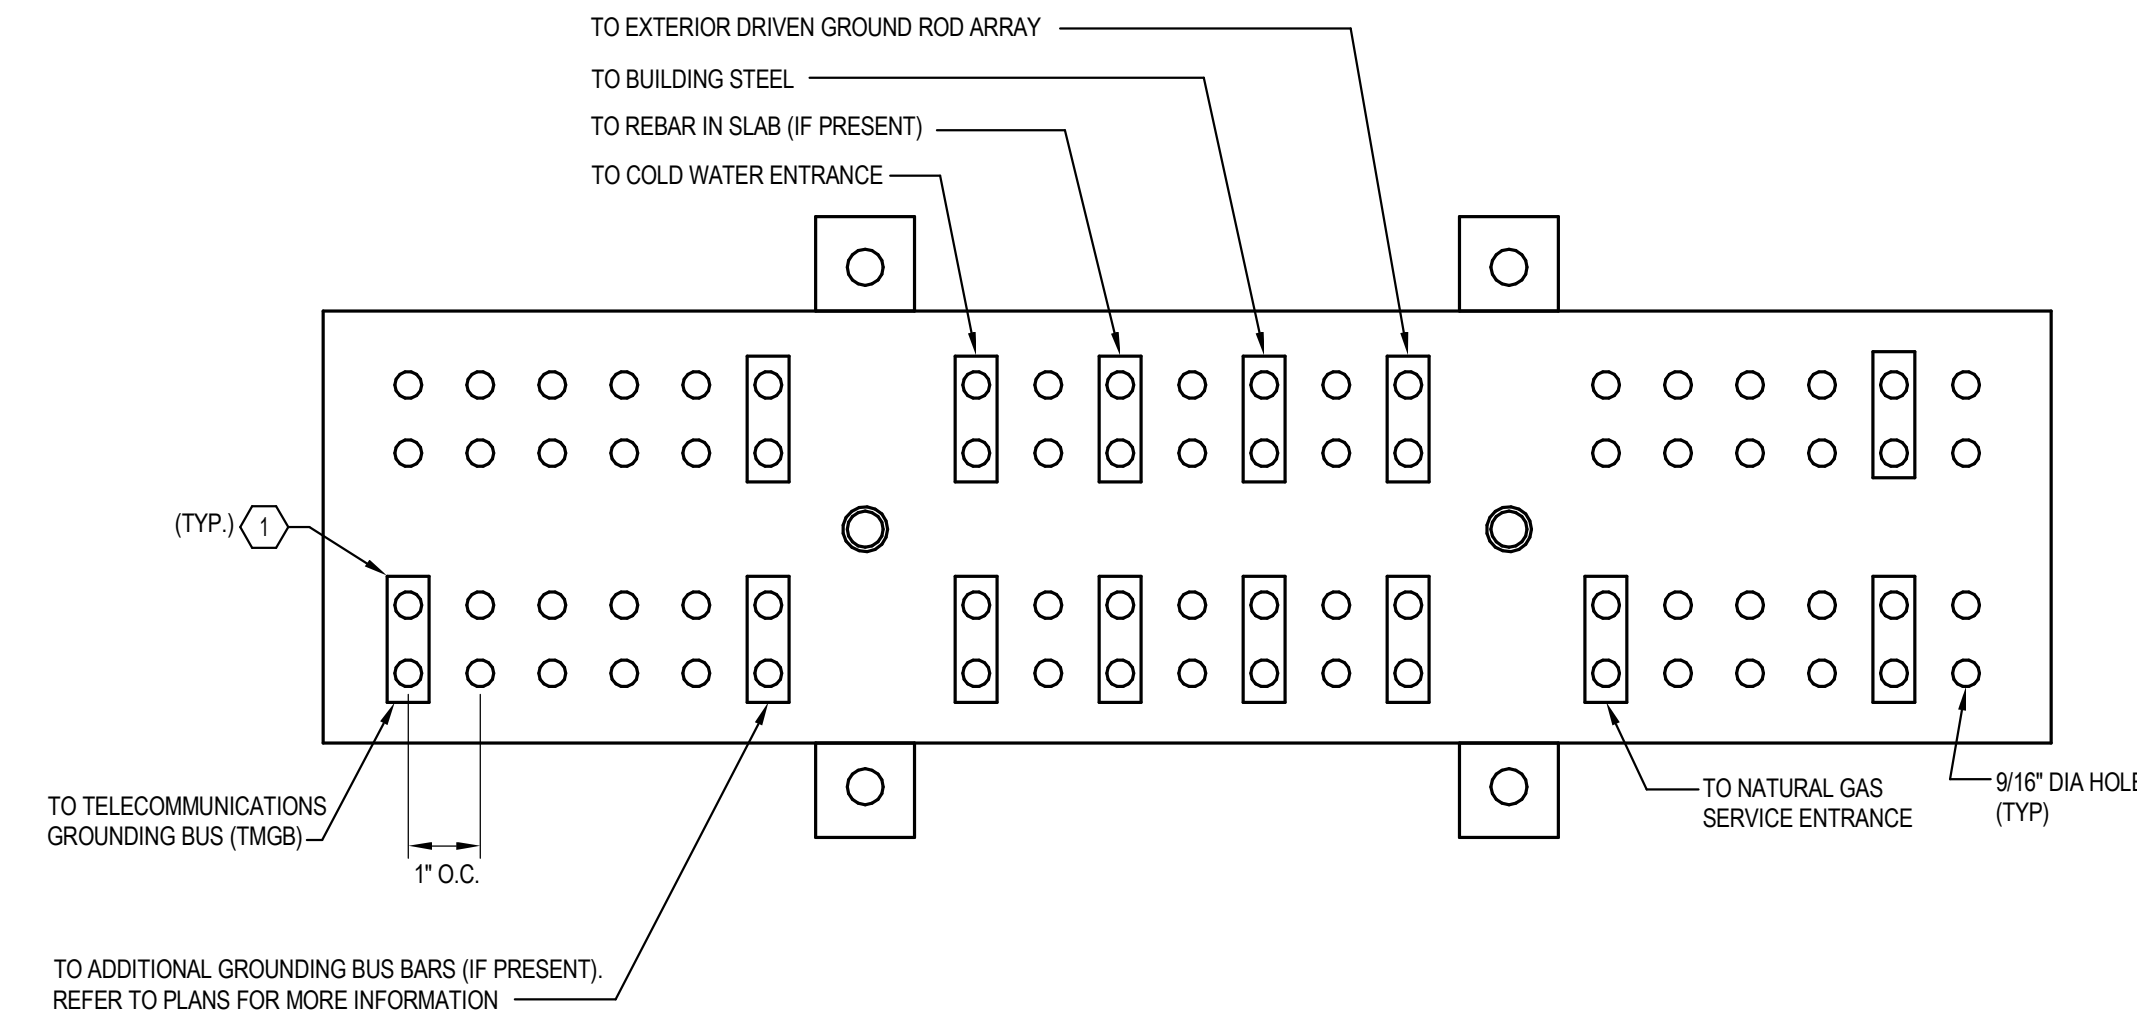 TO EXTERIOR DRIVEN GROUND ROD ARRAY
TO BUILDING STEEL
TO REBAR IN SLAB (IF PRESENT)
TO COLD WATER ENTRANCE
(TYP.) 1
TO TELECOMMUNICATIONS
GROUNDING BUS (TMGB)
1" O.C.
TO NATURAL GAS
SERVICE ENTRANCE
9/16" DIA HOLE
(TYP)
TO ADDITIONAL GROUNDING BUS BARS (IF PRESENT).
REFER TO PLANS FOR MORE INFORMATION